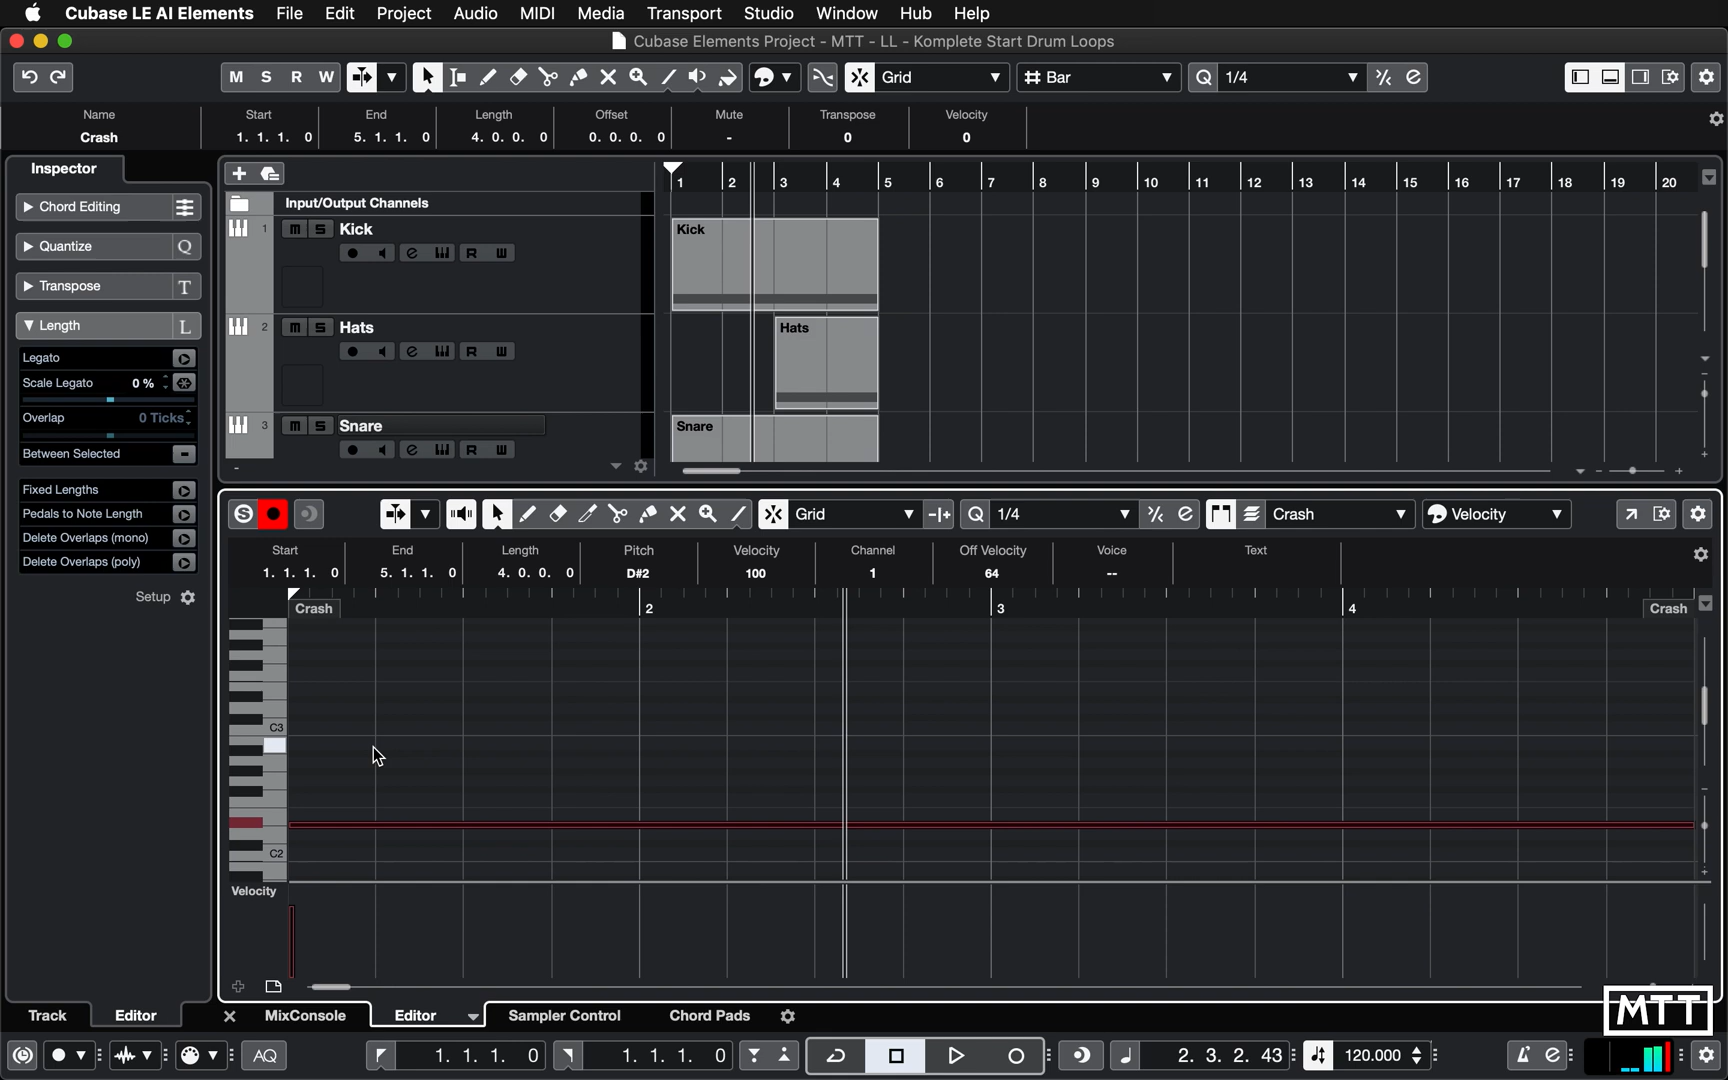 Cubase LE AI Elements File Edit Project Audio MIDI Media Transport Studio Window Hub Help
Cubase Elements Project - MTT - LL - Komplete Start Drum Loops
M S R W Grid Bar Q 1/4 e
Name Start End Length Offset Mute Transpose Velocity
Crash 1. 1. 1. 0 5. 1. 1. 0 4. 0. 0. 0 0. 0. 0. 0 - 0 0
Inspector
Chord Editing
Quantize Q
Transpose T
Length L
Legato
Scale Legato 0 %
Overlap 0 Ticks
Between Selected -
Fixed Lengths
Pedals to Note Length
Delete Overlaps (mono)
Delete Overlaps (poly)
Setup
1 2 3 4 5 6 7 8 9 10 11 12 13 14 15 16 17 18 19 20
Input/Output Channels
1 m S Kick
e R W
Kick
2 m S Hats
e R W
Hats
3 m S Snare
e R W
Snare
S Grid Q 1/4 e Crash Velocity
Start End Length Pitch Velocity Channel Off Velocity Voice Text
1. 1. 1. 0 5. 1. 1. 0 4. 0. 0. 0 D#2 100 1 64 --
2 3 4
Crash Crash
C3
C2
Velocity
Track Editor MixConsole Editor Sampler Control Chord Pads
MTT
AQ 1. 1. 1. 0 1. 1. 1. 0 2. 3. 2. 43 120.000 e